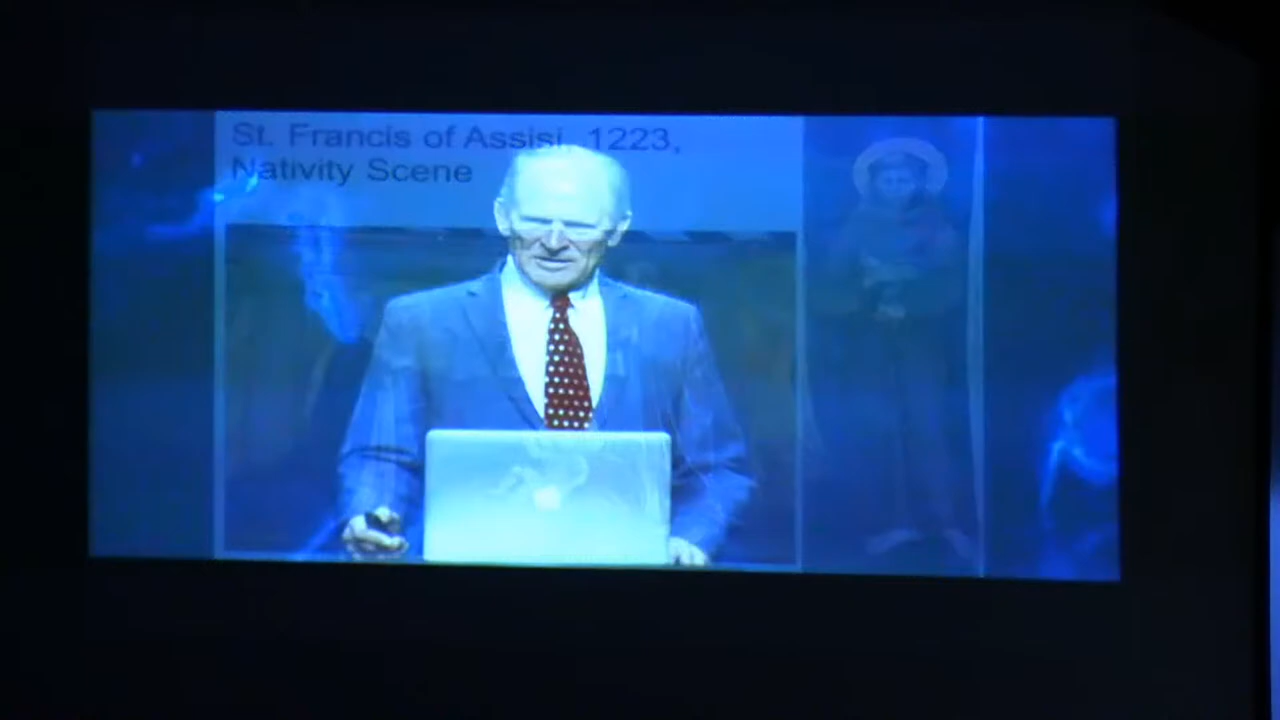 St. Francis of Assisi, 1223,
Nativity Scene